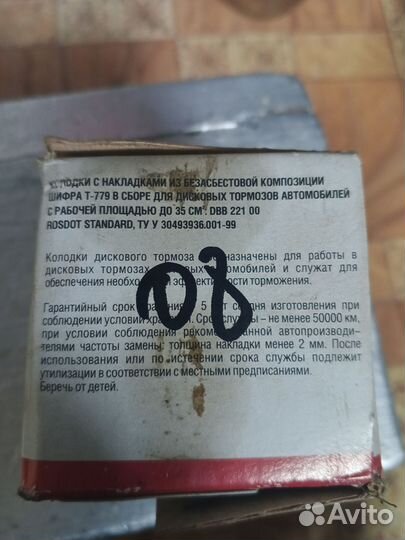 КОЛОДКИ С НАКЛАДКАМИ ИЗ БЕЗАСБЕСТОВОЙ КОМПОЗИЦИИ
ШИФРА Т-779 В СБОРЕ ДЛЯ ДИСКОВЫХ ТОРМОЗОВ АВТОМОБИЛЕЙ
С РАБОЧЕЙ ПЛОЩАДЬЮ ДО 35 СМ². DBB 221 00
ROSDOT STANDARD, ТУ У 30493936.001-99
Колодки дискового тормоза предназначены для работы в
дисковых тормозах автомобилей и служат для
обеспечения необходимой эффективности торможения.
Гарантийный срок хранения 5 лет со дня изготовления при
соблюдении условий хранения. Срок службы - не менее 50000 км,
при условии соблюдения рекомендованной автопроизводи-
телями частоты замены: толщина накладки менее 2 мм. После
использования или по истечении срока службы подлежит
утилизации в соответствии с местными предписаниями.
Беречь от детей.
08
Avito